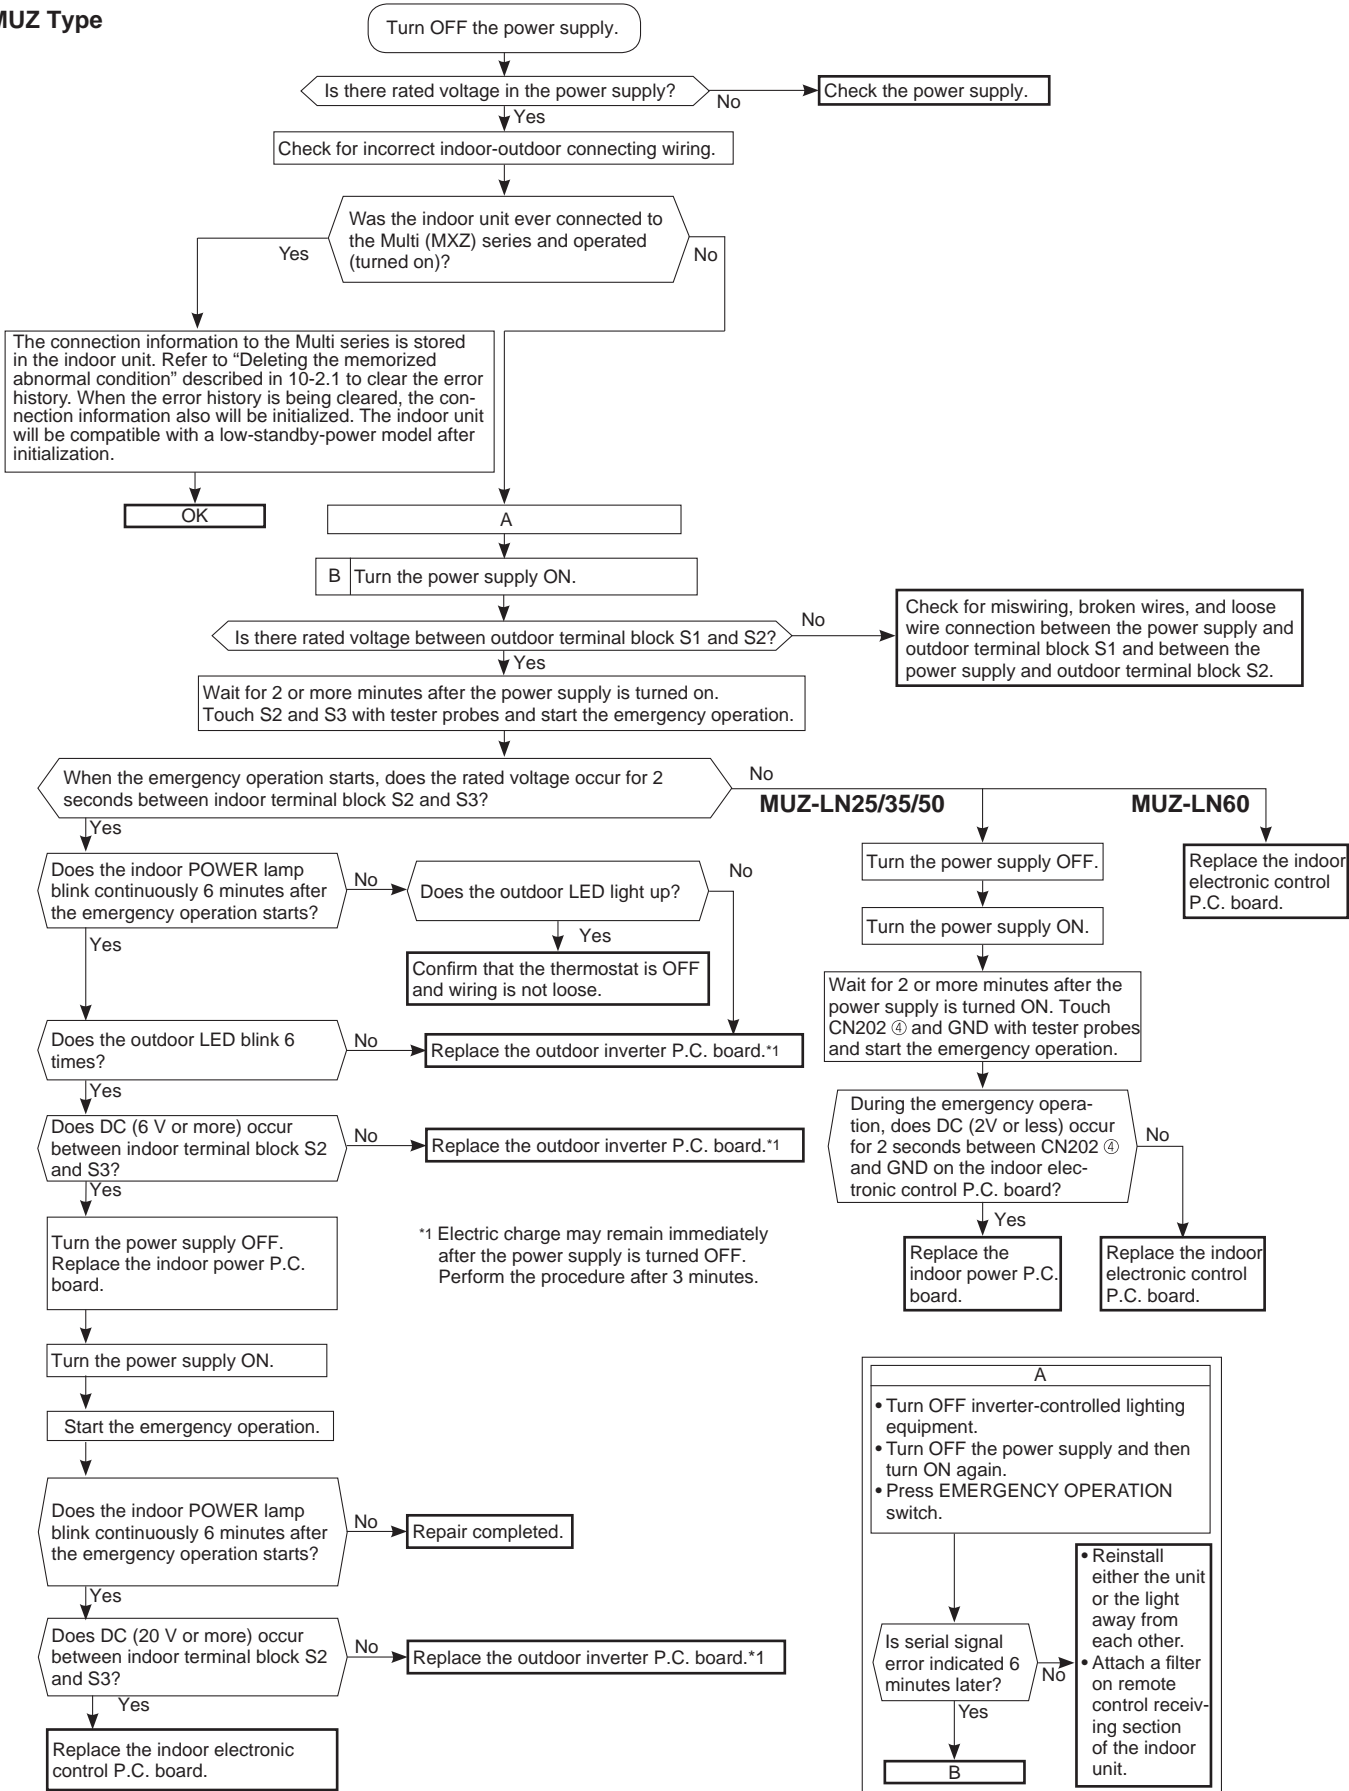 MUZ Type
Turn OFF the power supply.
Is there rated voltage in the power supply?
No
Check the power supply.
Yes
Check for incorrect indoor-outdoor connecting wiring.
Was the indoor unit ever connected to
the Multi (MXZ) series and operated
(turned on)?
Yes
No
The connection information to the Multi series is stored
in the indoor unit. Refer to “Deleting the memorized
abnormal condition” described in 10-2.1 to clear the error
history. When the error history is being cleared, the con-
nection information also will be initialized. The indoor unit
will be compatible with a low-standby-power model after
initialization.
OK
A
B Turn the power supply ON.
Is there rated voltage between outdoor terminal block S1 and S2?
No
Check for miswiring, broken wires, and loose
wire connection between the power supply and
outdoor terminal block S1 and between the
power supply and outdoor terminal block S2.
Yes
Wait for 2 or more minutes after the power supply is turned on.
Touch S2 and S3 with tester probes and start the emergency operation.
When the emergency operation starts, does the rated voltage occur for 2
seconds between indoor terminal block S2 and S3?
No
MUZ-LN25/35/50
MUZ-LN60
Yes
Does the indoor POWER lamp
blink continuously 6 minutes after
the emergency operation starts?
No
Does the outdoor LED light up?
No
Yes
Confirm that the thermostat is OFF
and wiring is not loose.
Yes
Does the outdoor LED blink 6
times?
No
Replace the outdoor inverter P.C. board.*1
Yes
Does DC (6 V or more) occur
between indoor terminal block S2
and S3?
No
Replace the outdoor inverter P.C. board.*1
Yes
Turn the power supply OFF.
Replace the indoor power P.C.
board.
*1 Electric charge may remain immediately
after the power supply is turned OFF.
Perform the procedure after 3 minutes.
Turn the power supply ON.
Start the emergency operation.
Does the indoor POWER lamp
blink continuously 6 minutes after
the emergency operation starts?
No
Repair completed.
Yes
Does DC (20 V or more) occur
between indoor terminal block S2
and S3?
No
Replace the outdoor inverter P.C. board.*1
Yes
Replace the indoor electronic
control P.C. board.
Turn the power supply OFF.
Turn the power supply ON.
Wait for 2 or more minutes after the
power supply is turned ON. Touch
CN202 ④ and GND with tester probes
and start the emergency operation.
During the emergency opera-
tion, does DC (2V or less) occur
for 2 seconds between CN202 ④
and GND on the indoor elec-
tronic control P.C. board?
No
Yes
Replace the
indoor power P.C.
board.
Replace the indoor
electronic control
P.C. board.
Replace the indoor
electronic control
P.C. board.
A
• Turn OFF inverter-controlled lighting
equipment.
• Turn OFF the power supply and then
turn ON again.
• Press EMERGENCY OPERATION
switch.
Is serial signal
error indicated 6
minutes later?
No
• Reinstall
either the unit
or the light
away from
each other.
• Attach a filter
on remote
control receiv-
ing section
of the indoor
unit.
Yes
B